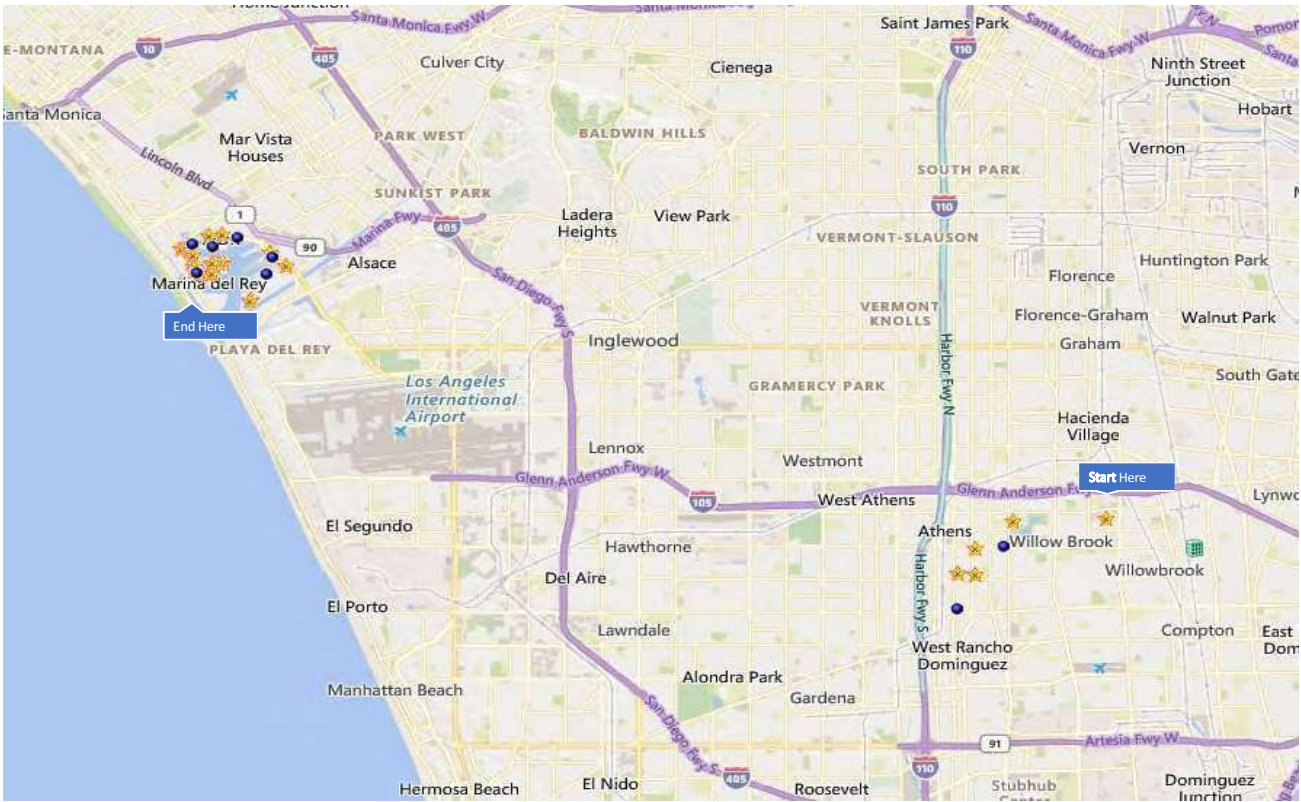 Santa Monica Fwy W
Saint James Park
Santa Monica Fwy W
E-MONTANA
10
405
110
Culver City
Cienega
Ninth Street
Junction
Santa Monica
Hobart
Mar Vista
Houses
PARK WEST
BALDWIN HILLS
Vernon
Lincoln Blvd
SUNKIST PARK
SOUTH PARK
1
405
Ladera
Heights
View Park
110
90
Marina Fwy
VERMONT-SLAUSON
Alsace
Huntington Park
Florence
Marina del Rey
San Diego Fwy S
VERMONT
KNOLLS
Florence-Graham
Walnut Park
End Here
Inglewood
Graham
PLAYA DEL REY
Harbor Fwy N
Los Angeles
International
Airport
GRAMERCY PARK
South Gate
Hacienda
Village
Lennox
Westmont
Start Here
Glenn Anderson Fwy W
105
West Athens
Glenn Anderson Fwy
El Segundo
Athens
Willow Brook
Hawthorne
Willowbrook
Del Aire
Harbor Fwy S
El Porto
Lawndale
Compton
East
West Rancho
Dominguez
Alondra Park
Manhattan Beach
Gardena
San Diego Fwy S
91
Artesia Fwy W
110
405
Hermosa Beach
El Nido
Roosevelt
Stubhub
Dominguez
Junction